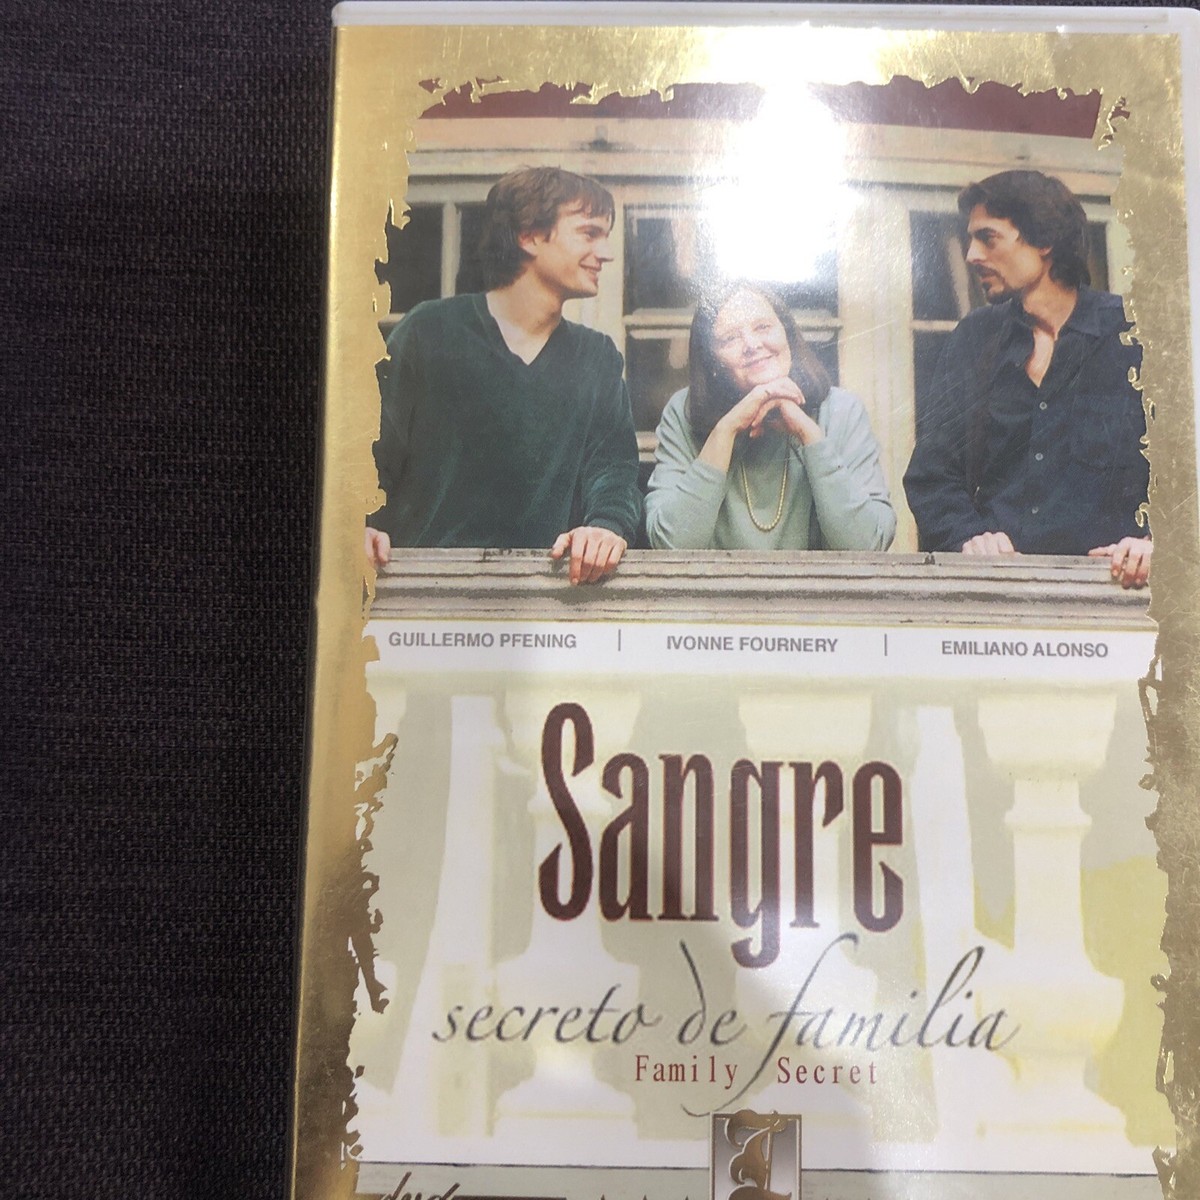 GUILLERMO PFENING | IVONNE FOURNERY | EMILIANO ALONSO
Sangre
secreto de familia
Family Secret